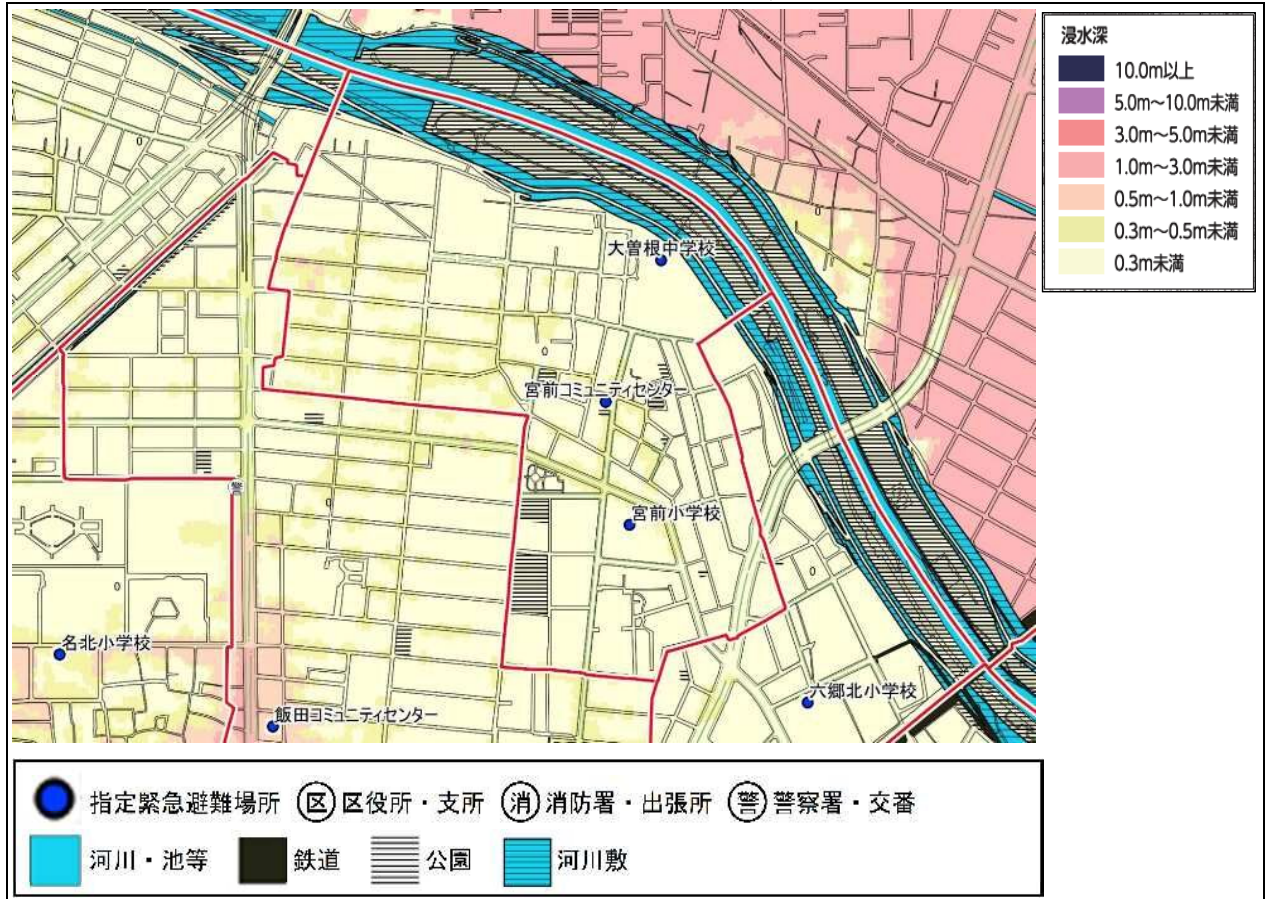 浸水深
10.0m以上
5.0m～10.0m未満
3.0m～5.0m未満
1.0m～3.0m未満
0.5m～1.0m未満
0.3m～0.5m未満
0.3m未満
大曽根中学校
宮前コミュニティセンター
警
宮前小学校
名北小学校
六郷北小学校
飯田コミュニティセンター
指定緊急避難場所 区 区役所・支所 消 消防署・出張所 警 警察署・交番
河川・池等 鉄道 公園 河川敷